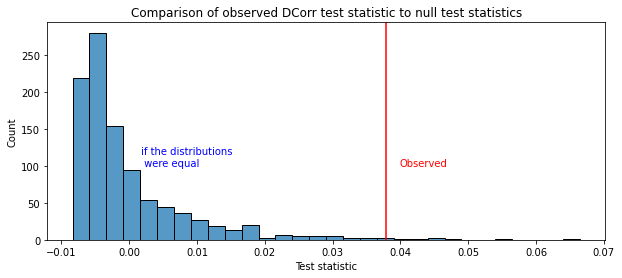 Comparison of observed DCorr test statistic to null test statistics
250
200
150
100
50
0
Count
if the distributions
were equal
Observed
−0.01
0.00
0.01
0.02
0.03
0.04
0.05
0.06
0.07
Test statistic